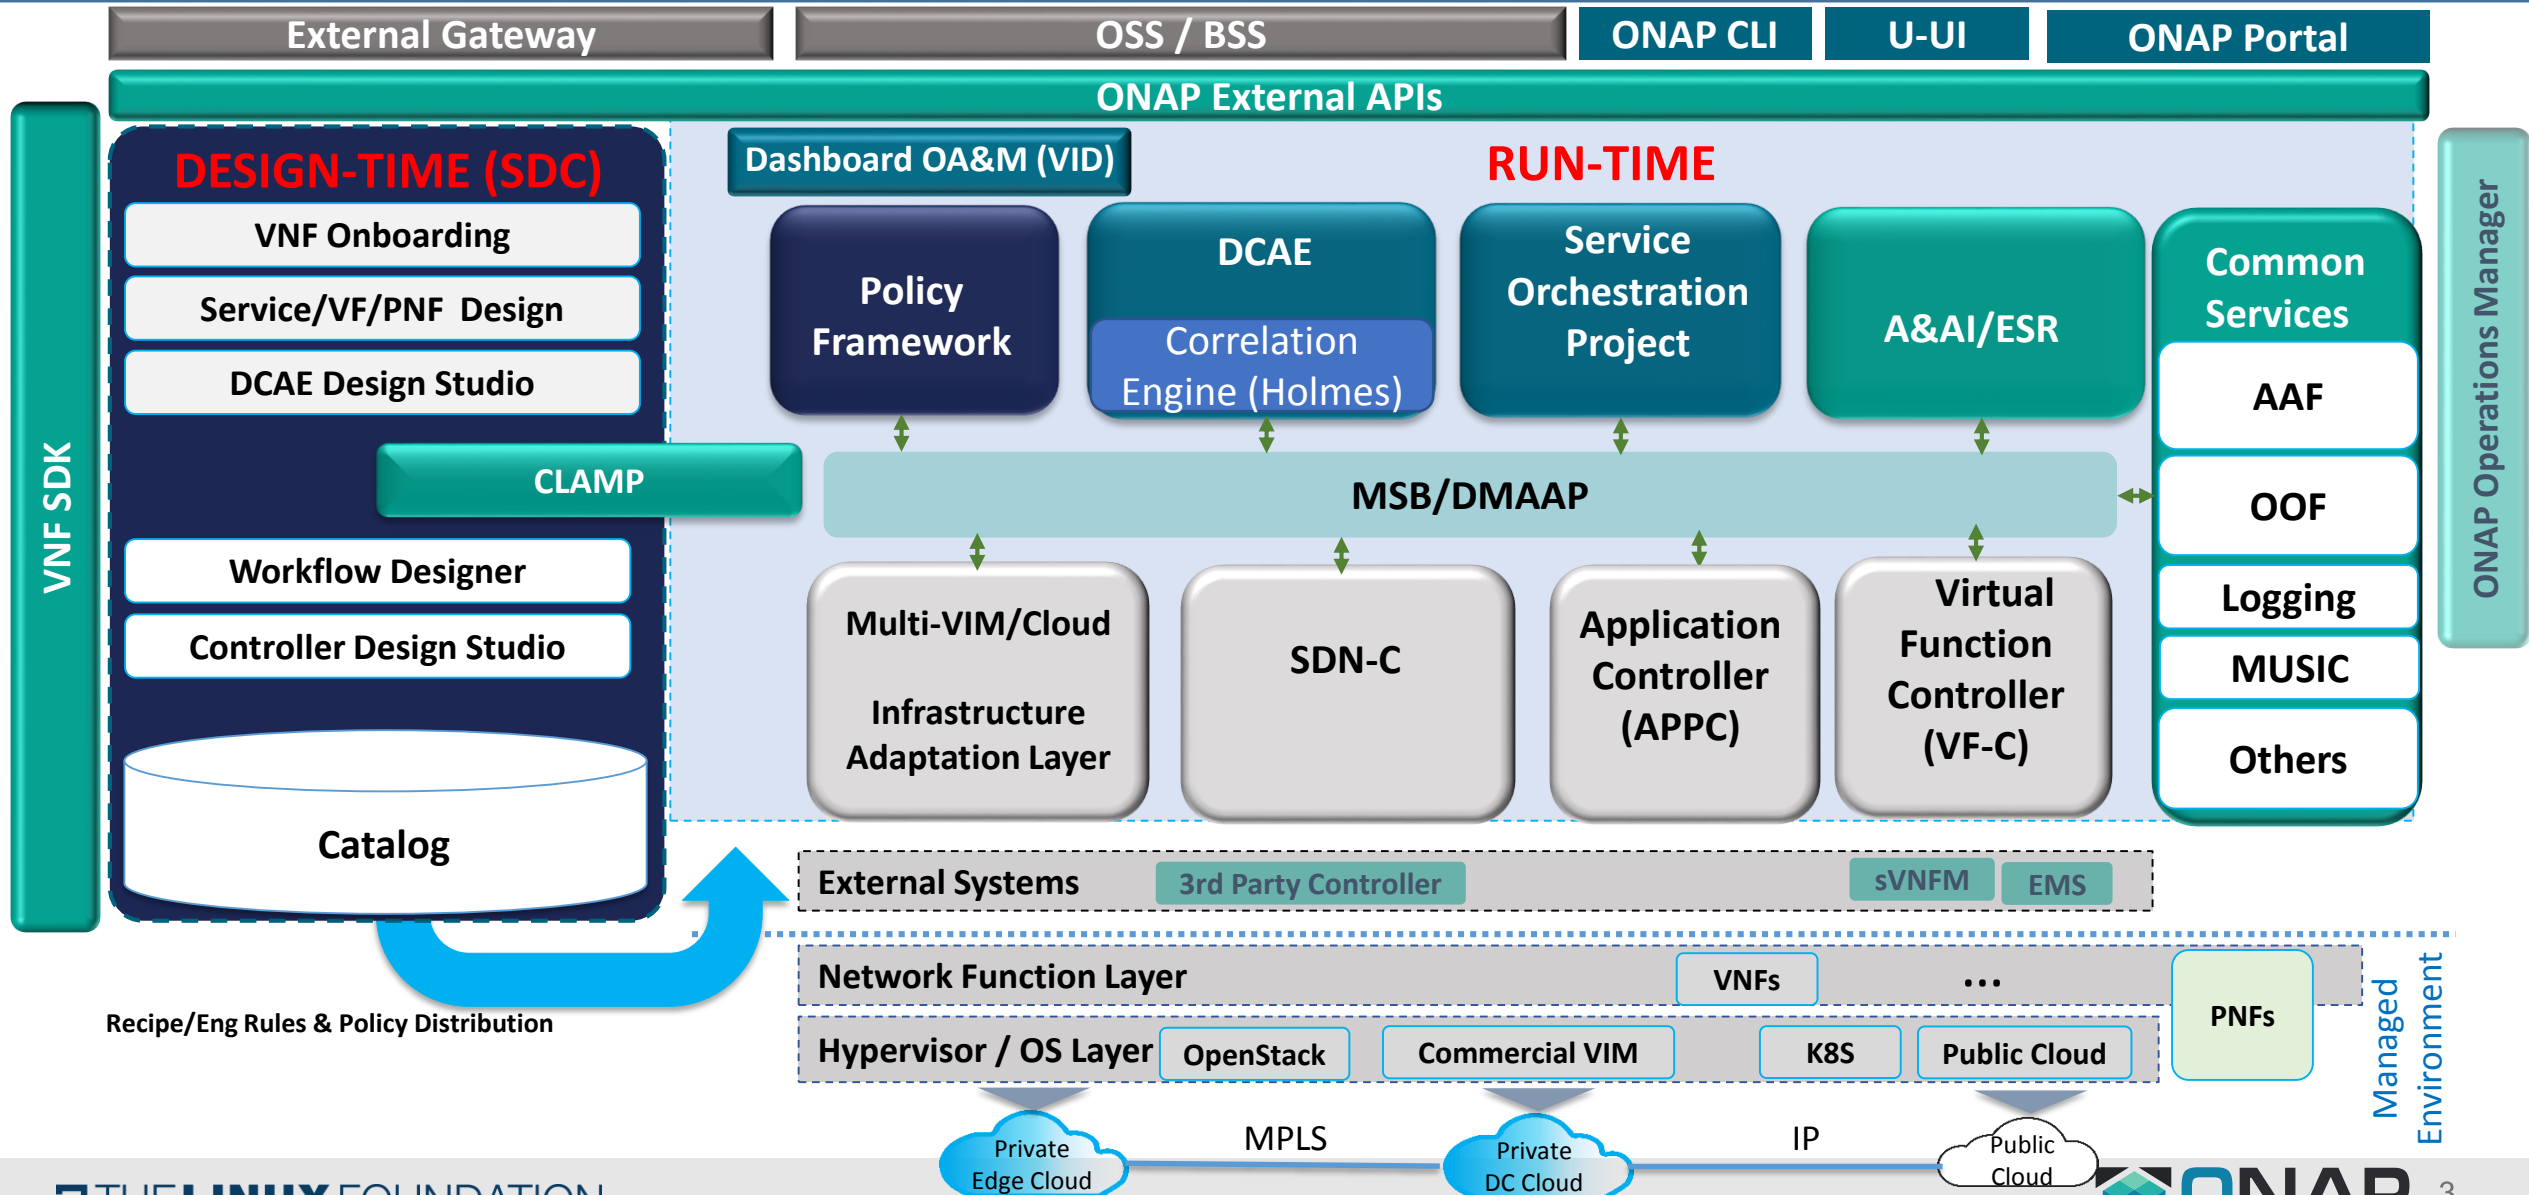 External Gateway
OSS / BSS
ONAP CLI
U-UI
ONAP Portal
ONAP External APIs
VNF SDK
DESIGN-TIME (SDC)
VNF Onboarding
Service/VF/PNF Design
DCAE Design Studio
CLAMP
Workflow Designer
Controller Design Studio
Catalog
Recipe/Eng Rules & Policy Distribution
Dashboard OA&M (VID)
RUN-TIME
Policy
Framework
DCAE
Correlation
Engine (Holmes)
Service
Orchestration
Project
A&AI/ESR
MSB/DMAAP
Multi-VIM/Cloud
Infrastructure
Adaptation Layer
SDN-C
Application
Controller
(APPC)
Virtual
Function
Controller
(VF-C)
Common
Services
AAF
OOF
Logging
MUSIC
Others
ONAP Operations Manager
External Systems
3rd Party Controller
sVNFM
EMS
Network Function Layer
VNFs
...
PNFs
Hypervisor / OS Layer
OpenStack
Commercial VIM
K8S
Public Cloud
Managed
Environment
Private
Edge Cloud
MPLS
Private
DC Cloud
IP
Public
Cloud
THE LINUX FOUNDATION
ONAP
3